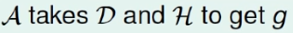 𝒜 takes 𝒟 and ℋ to get 𝑔